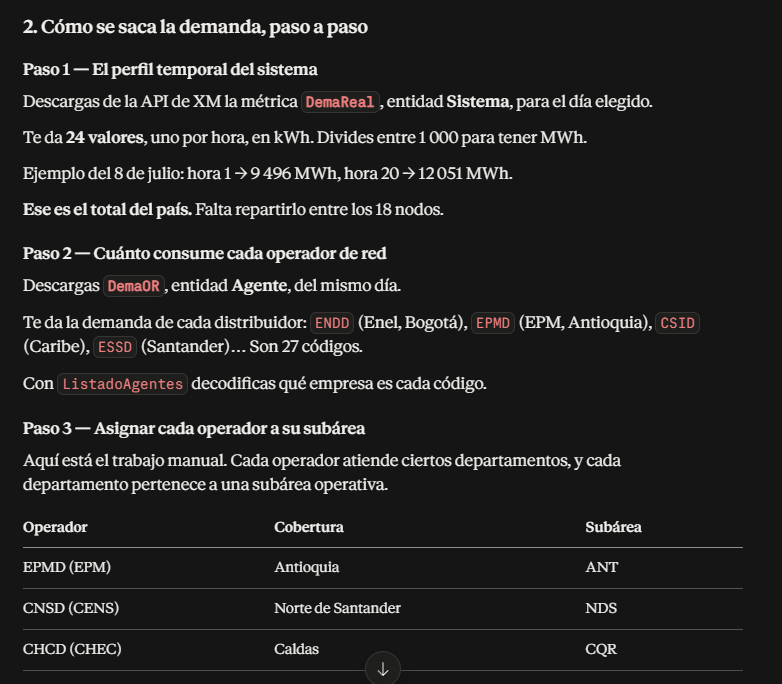 2. Cómo se saca la demanda, paso a paso
Paso 1 — El perfil temporal del sistema
Descargas de la API de XM la métrica DemaReal, entidad Sistema, para el día elegido.
Te da 24 valores, uno por hora, en kWh. Divides entre 1 000 para tener MWh.
Ejemplo del 8 de julio: hora 1 → 9 496 MWh, hora 20 → 12 051 MWh.
Ese es el total del país. Falta repartirlo entre los 18 nodos.
Paso 2 — Cuánto consume cada operador de red
Descargas DemaOR, entidad Agente, del mismo día.
Te da la demanda de cada distribuidor: ENDD (Enel, Bogotá), EPMD (EPM, Antioquia), CSID
(Caribe), ESSD (Santander)… Son 27 códigos.
Con ListadoAgentes decodificas qué empresa es cada código.
Paso 3 — Asignar cada operador a su subárea
Aquí está el trabajo manual. Cada operador atiende ciertos departamentos, y cada
departamento pertenece a una subárea operativa.
Operador Cobertura Subárea
EPMD (EPM) Antioquia ANT
CNSD (CENS) Norte de Santander NDS
CHCD (CHEC) Caldas CQR